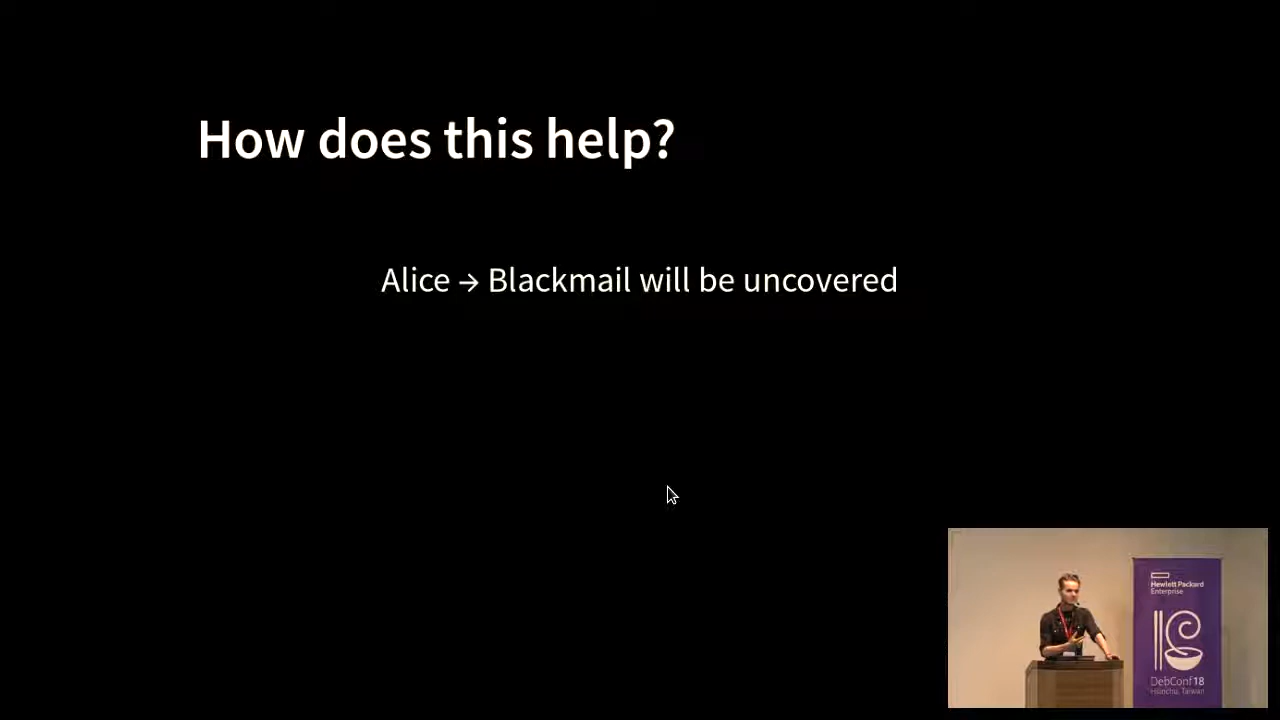 How does this help?
Alice → Blackmail will be uncovered
Hewlett Packard
Enterprise
DebConf18
Hsinchu, Taiwan